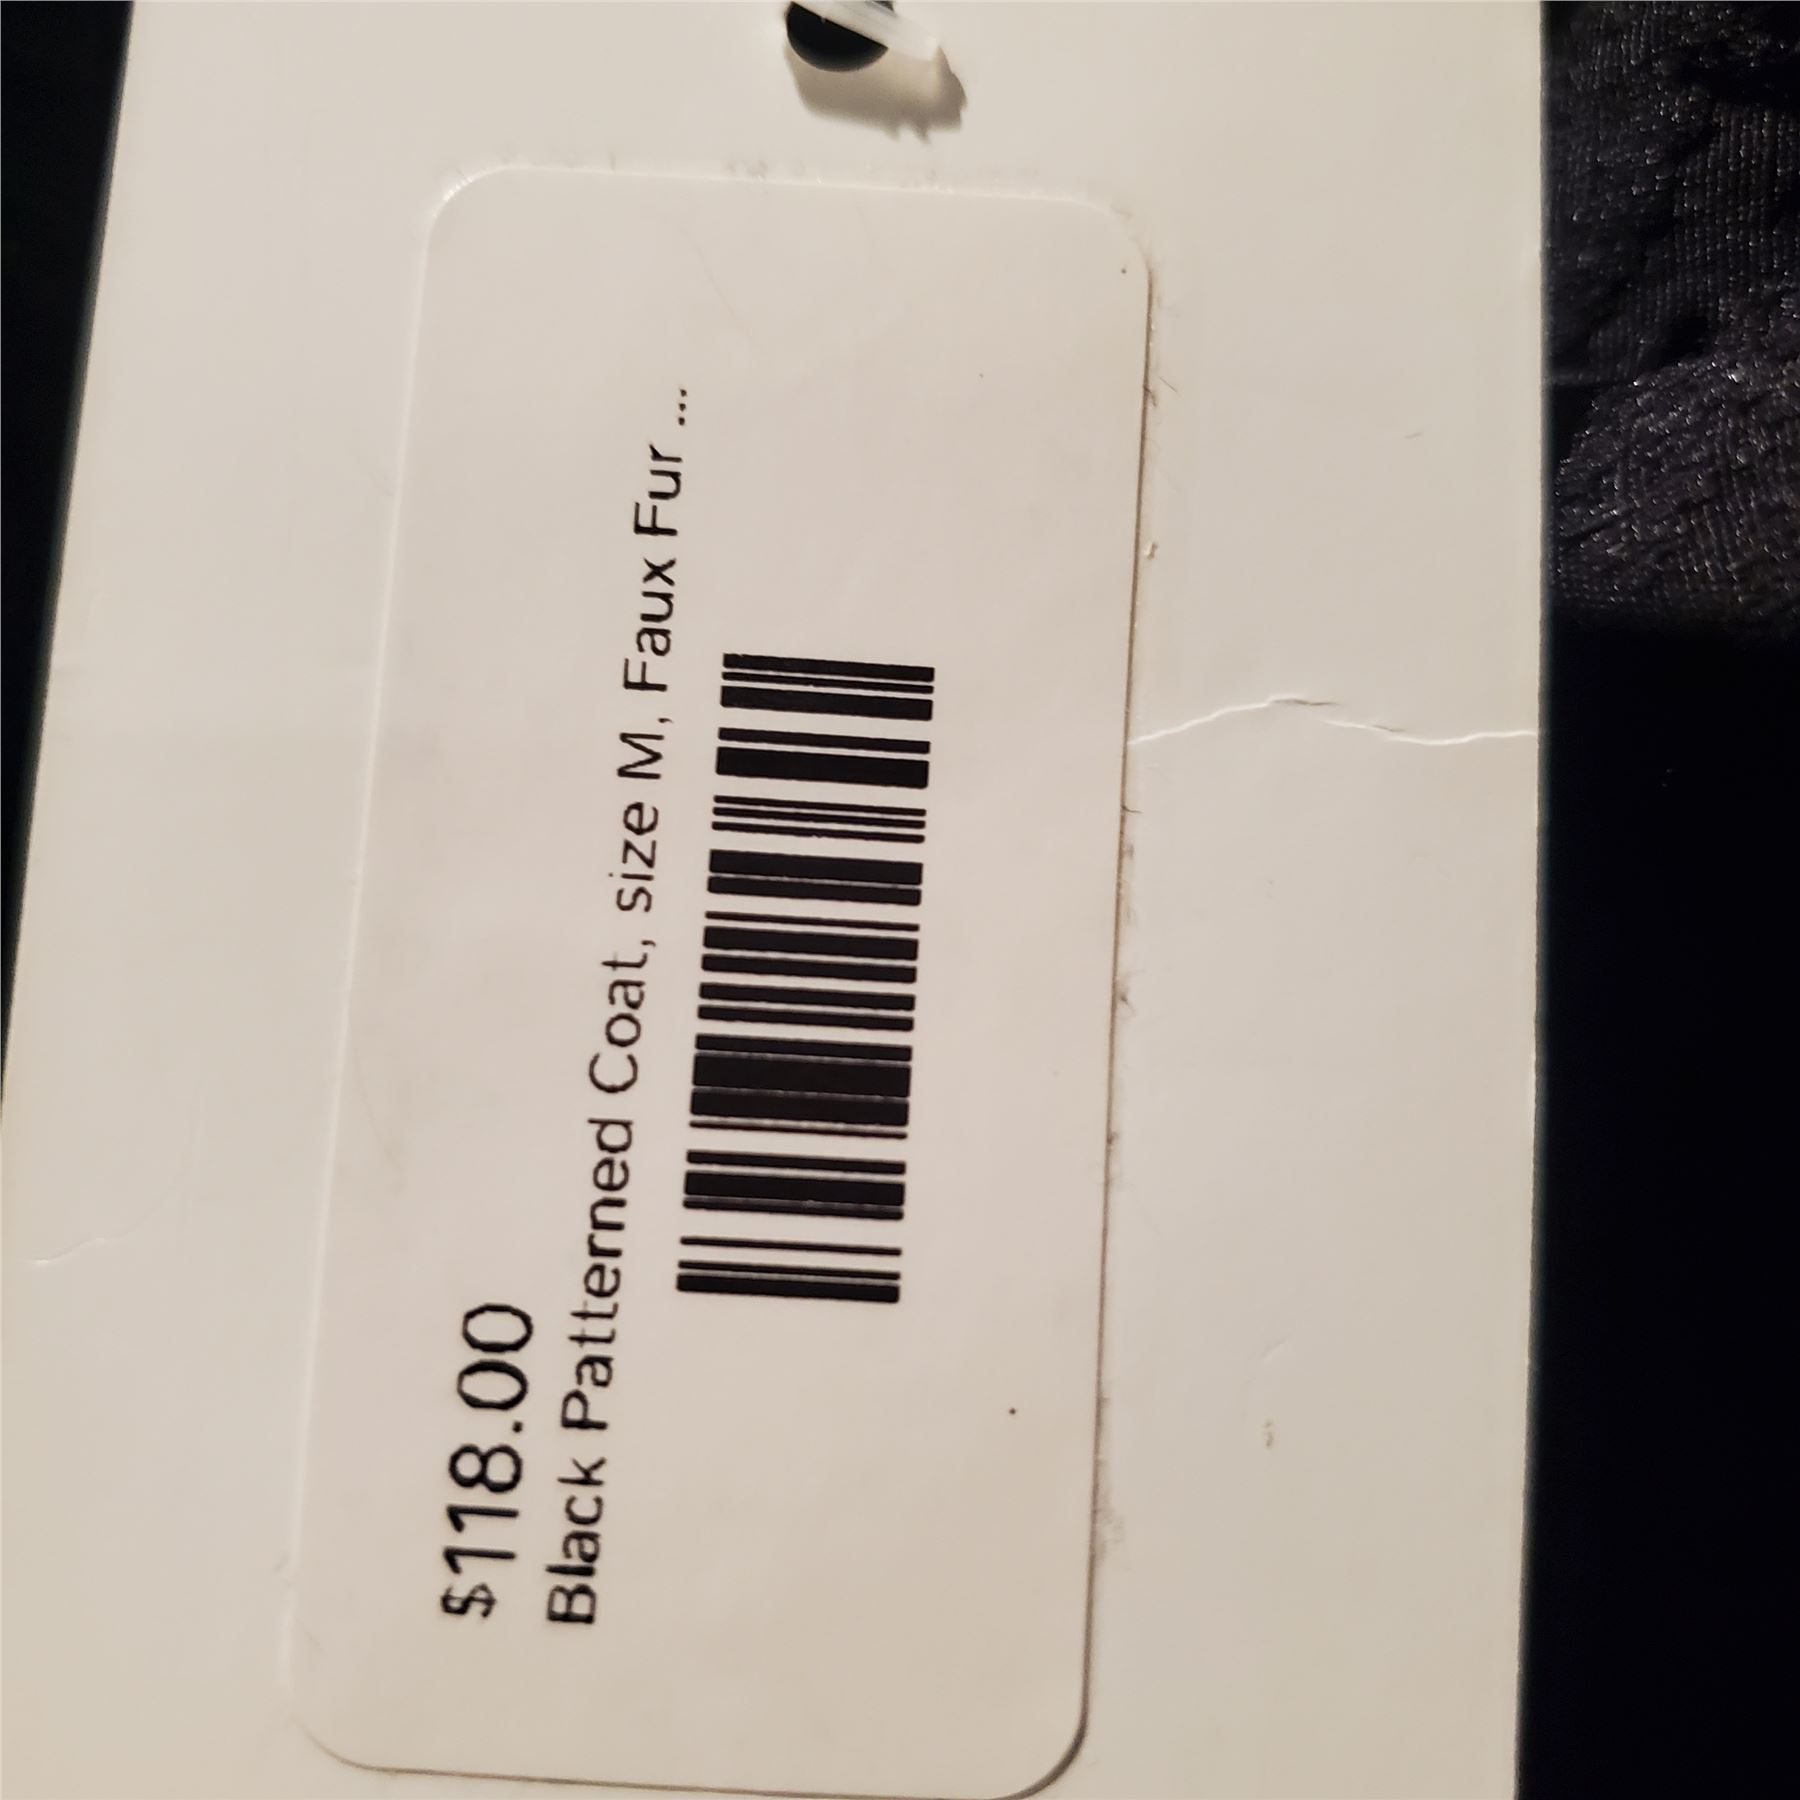 $118.00
Black Patterned Coat, size M, Faux Fur ...